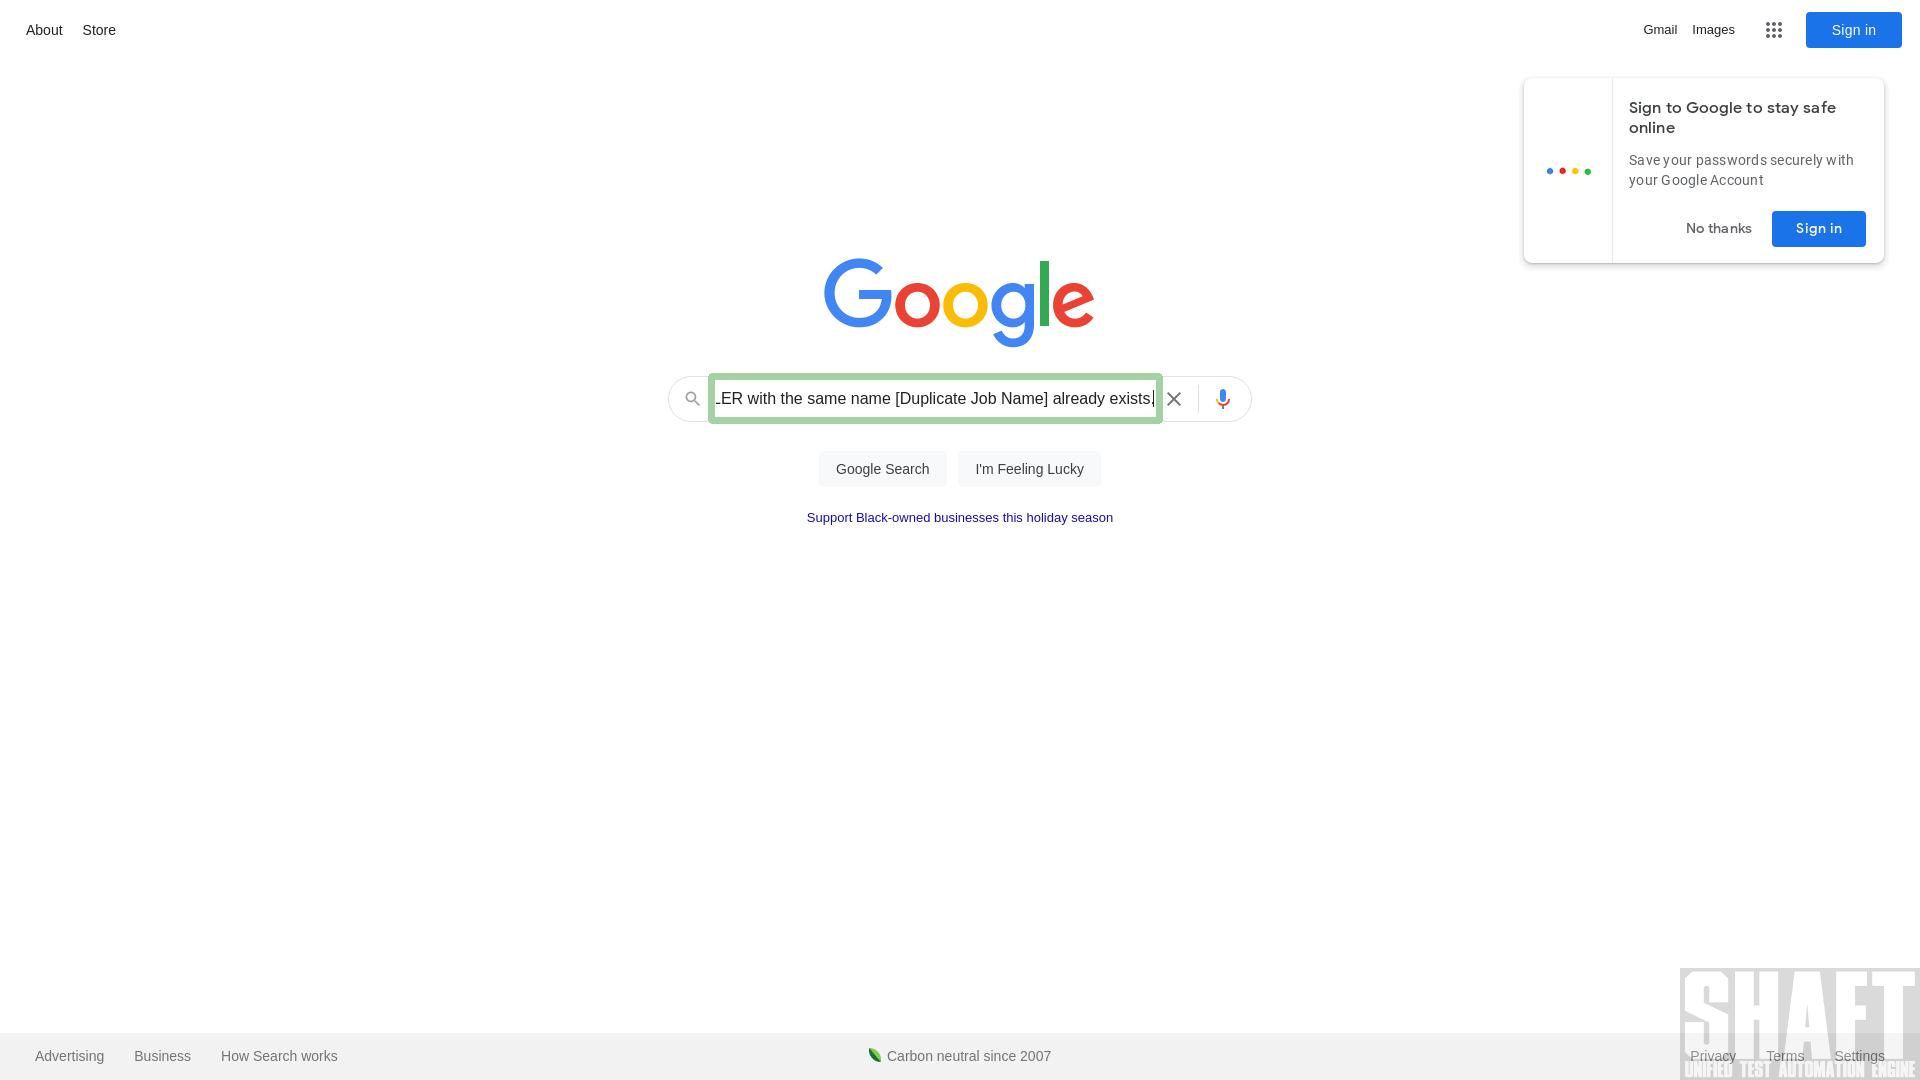 About Store
Gmail Images Sign in
Sign to Google to stay safe
online
Save your passwords securely with
your Google Account
No thanks Sign in
Google
LER with the same name [Duplicate Job Name] already exists.
Google Search I'm Feeling Lucky
Support Black-owned businesses this holiday season
SHAFT
Advertising Business How Search works Carbon neutral since 2007 Privacy Terms Settings
UNIFIED TEST AUTOMATION ENGINE